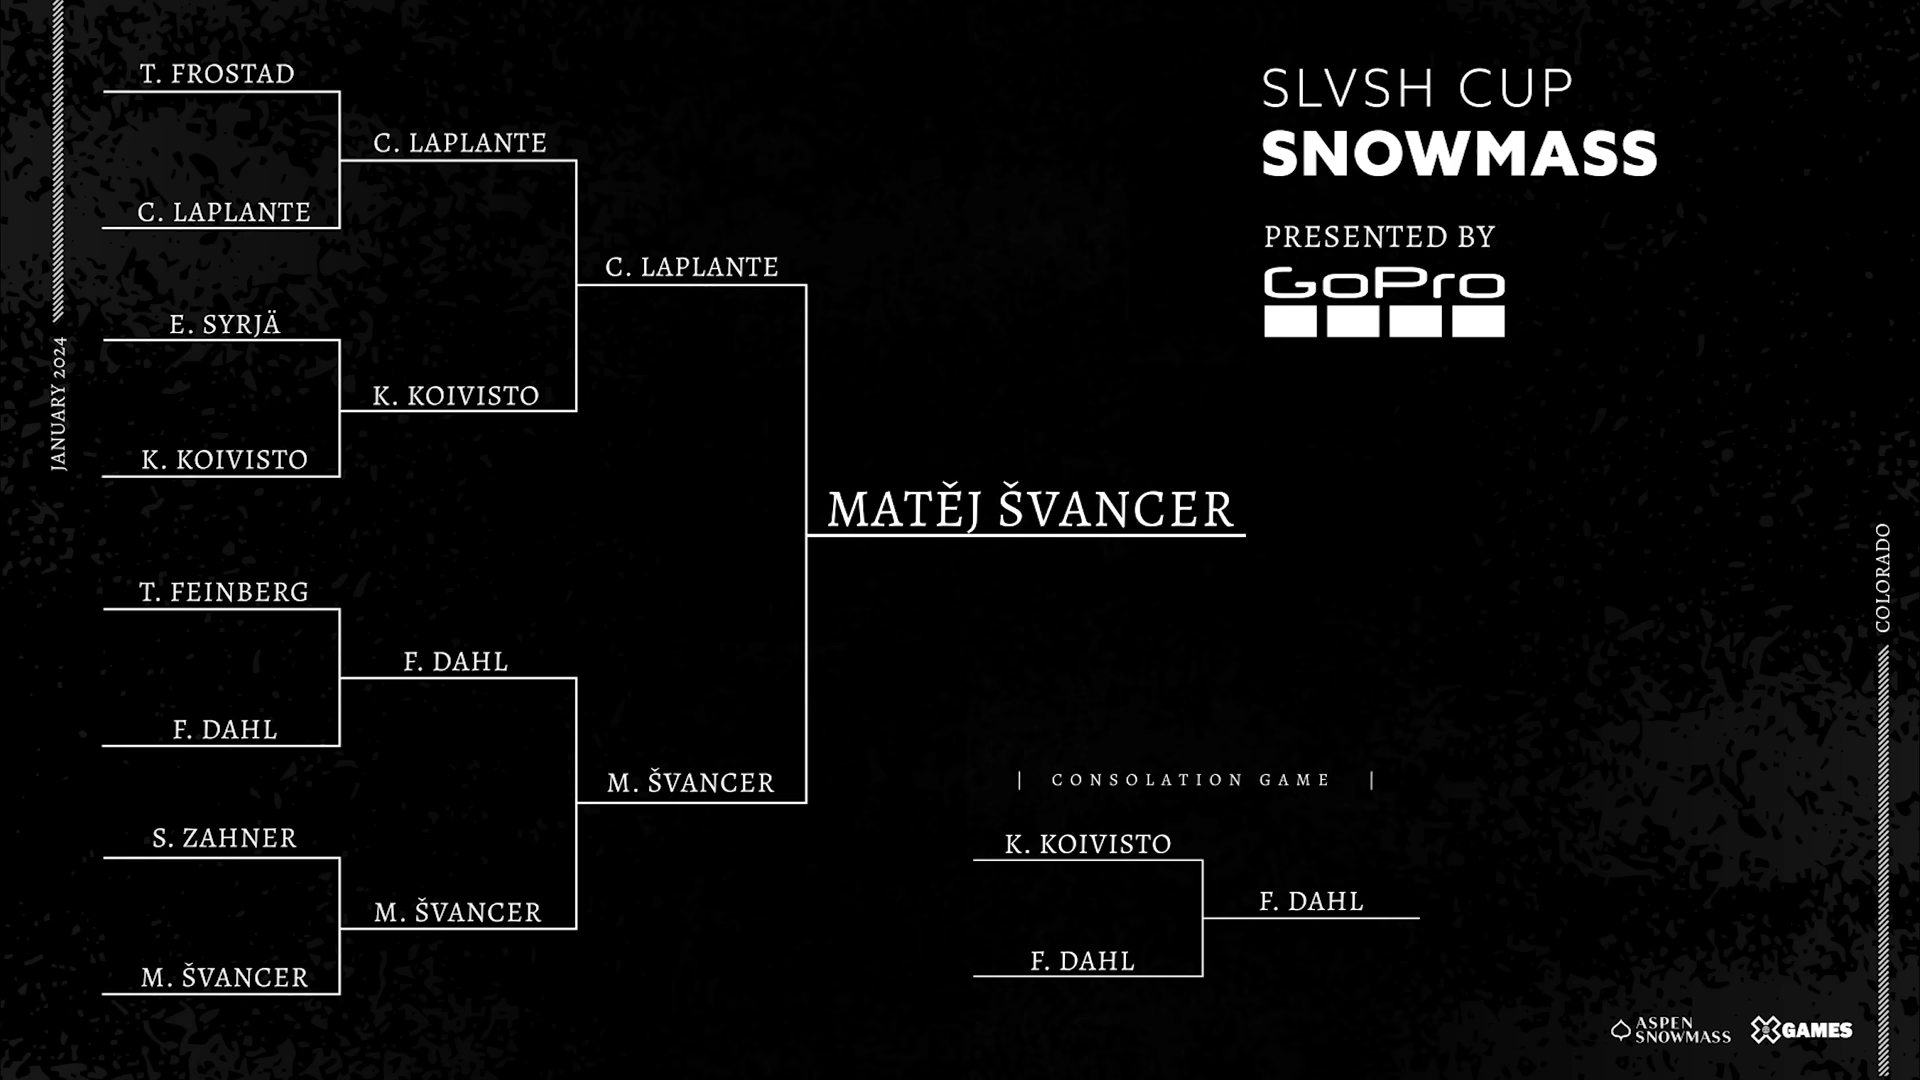 SLVSH CUP
SNOWMASS
PRESENTED BY
GoPro
JANUARY 2024
T. FROSTAD
C. LAPLANTE
C. LAPLANTE
C. LAPLANTE
E. SYRJÄ
K. KOIVISTO
K. KOIVISTO
MATĚJ ŠVANCER
T. FEINBERG
F. DAHL
F. DAHL
M. ŠVANCER
S. ZAHNER
M. ŠVANCER
M. ŠVANCER
| CONSOLATION GAME |
K. KOIVISTO
F. DAHL
F. DAHL
COLORADO
ASPEN
SNOWMASS
X GAMES